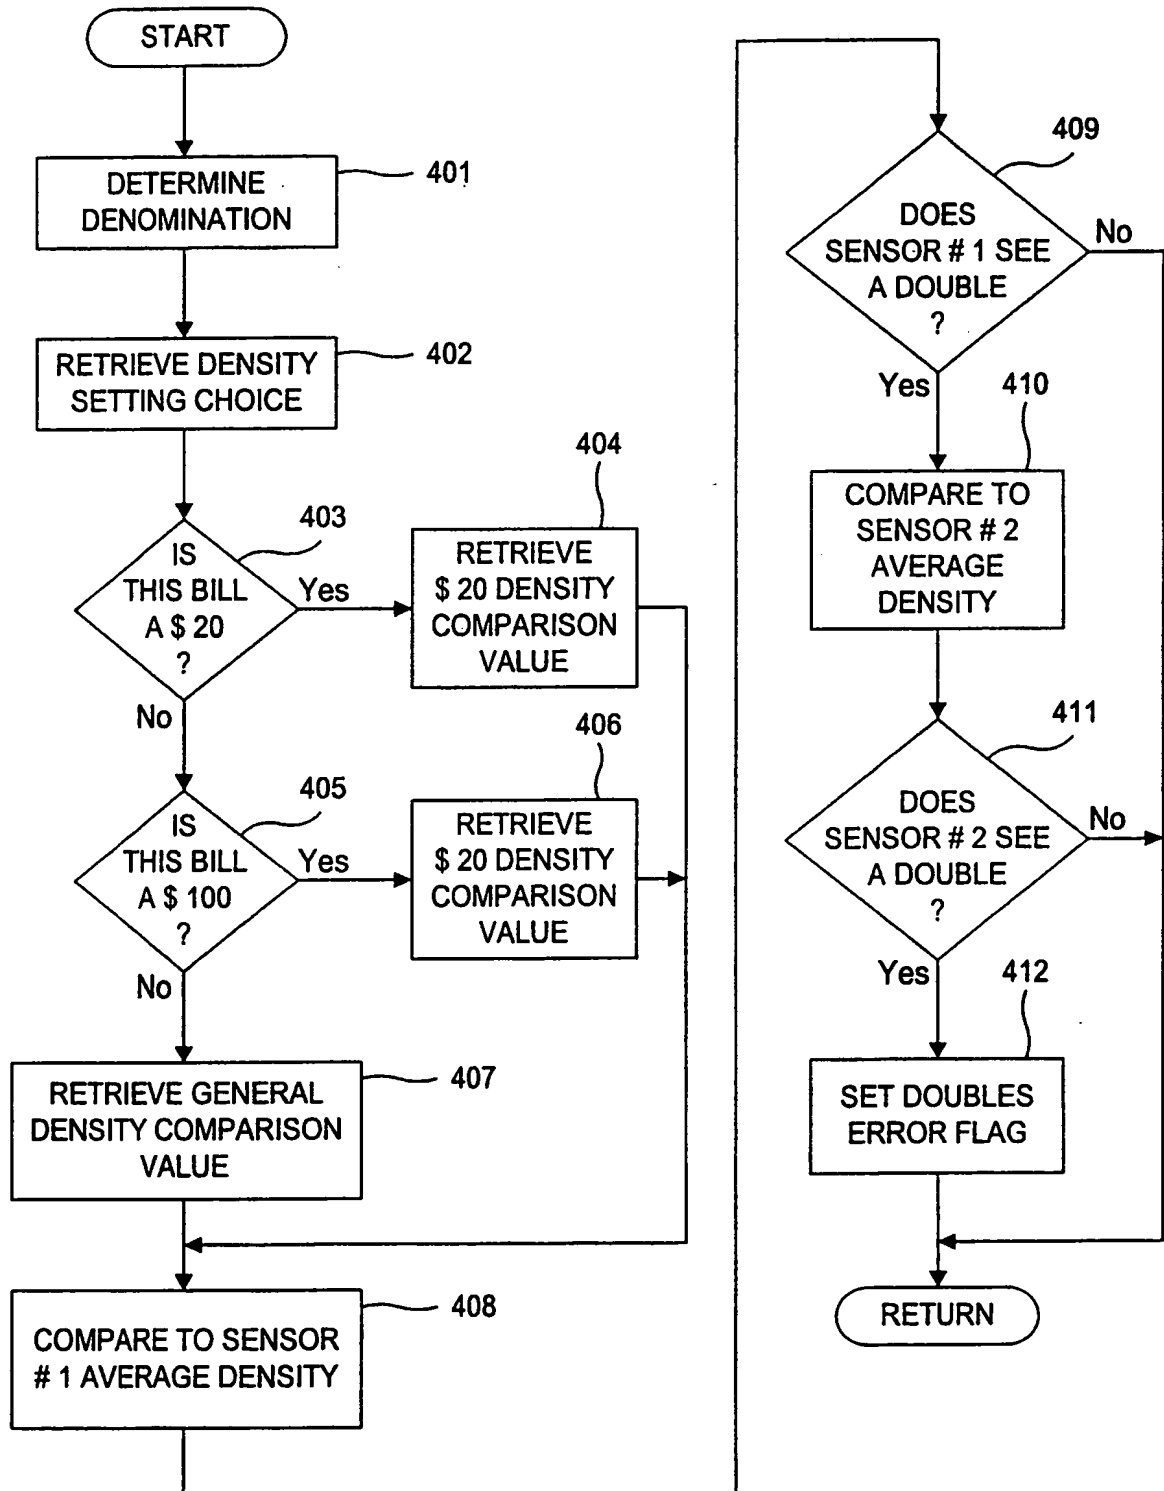 START
DETERMINE
DENOMINATION
401
RETRIEVE DENSITY
SETTING CHOICE
402
IS
THIS BILL
A $ 20
?
403
Yes
No
RETRIEVE
$ 20 DENSITY
COMPARISON
VALUE
404
IS
THIS BILL
A $ 100
?
405
Yes
No
RETRIEVE
$ 20 DENSITY
COMPARISON
VALUE
406
RETRIEVE GENERAL
DENSITY COMPARISON
VALUE
407
COMPARE TO SENSOR
# 1 AVERAGE DENSITY
408
DOES
SENSOR # 1 SEE
A DOUBLE
?
409
No
Yes
COMPARE TO
SENSOR # 2
AVERAGE
DENSITY
410
DOES
SENSOR # 2 SEE
A DOUBLE
?
411
No
Yes
SET DOUBLES
ERROR FLAG
412
RETURN